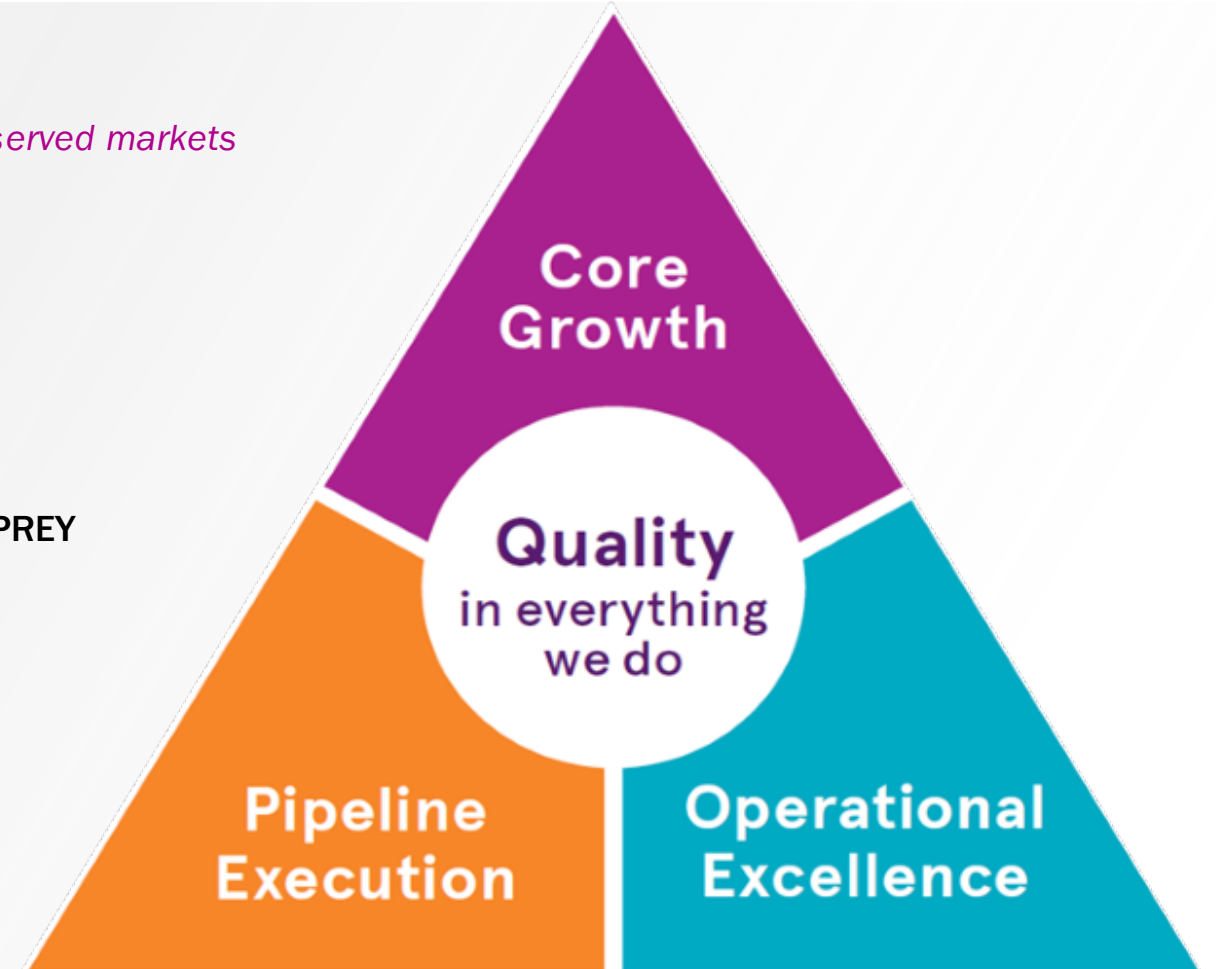 served markets
Core
Growth
PREY
Quality
in everything
we do
Pipeline
Execution
Operational
Excellence